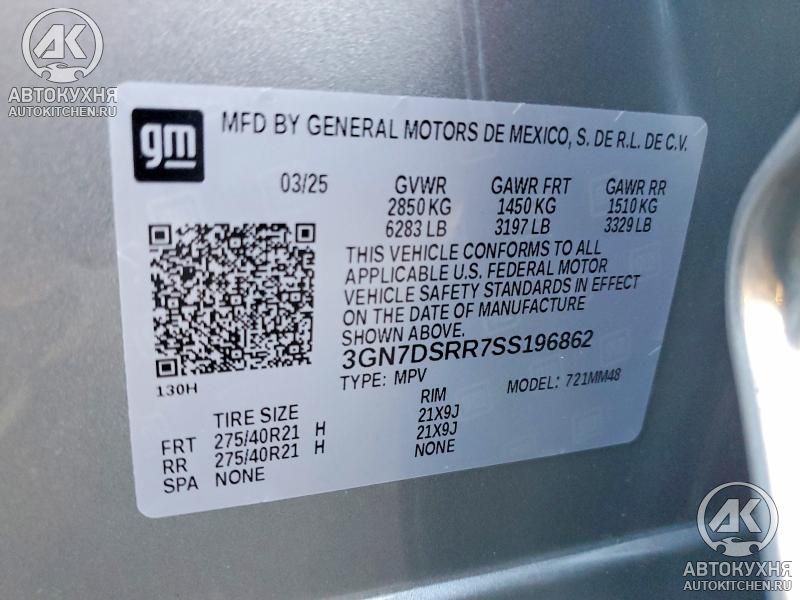 AK
АВТОКУХНЯ
AUTOKITCHEN.RU
gm
MFD BY GENERAL MOTORS DE MEXICO, S. DE R.L. DE C.V.
03/25 GVWR GAWR FRT GAWR RR
2850 KG 1450 KG 1510 KG
6283 LB 3197 LB 3329 LB
THIS VEHICLE CONFORMS TO ALL
APPLICABLE U.S. FEDERAL MOTOR
VEHICLE SAFETY STANDARDS IN EFFECT
ON THE DATE OF MANUFACTURE
SHOWN ABOVE.
3GN7DSRR7SS196862
130H
TYPE: MPV MODEL: 721MM48
TIRE SIZE RIM
FRT 275/40R21 H 21X9J
RR 275/40R21 H 21X9J
SPA NONE NONE
AK
АВТОКУХНЯ
AUTOKITCHEN.RU